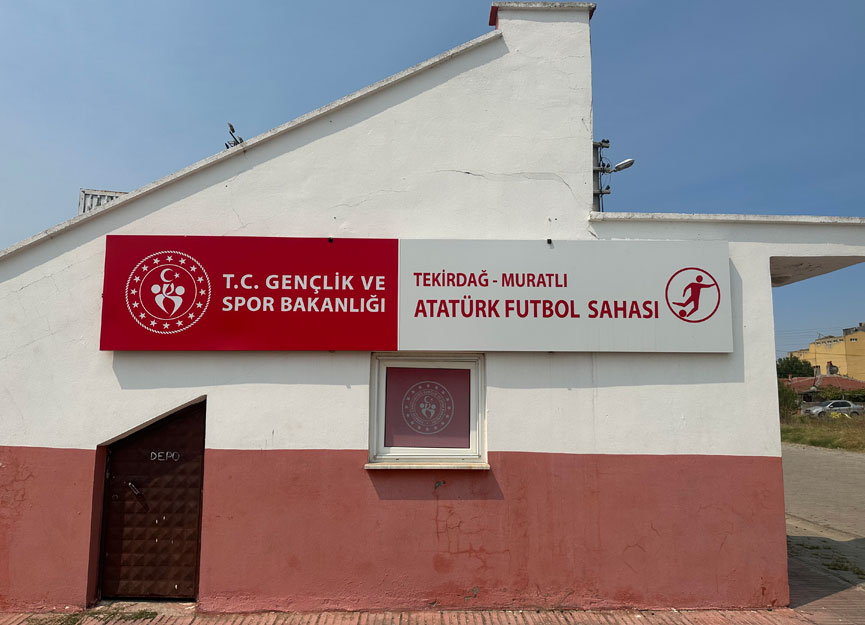 T.C. GENÇLİK VE
SPOR BAKANLIĞI
TEKİRDAĞ - MURATLI
ATATÜRK FUTBOL SAHASI
DEPO